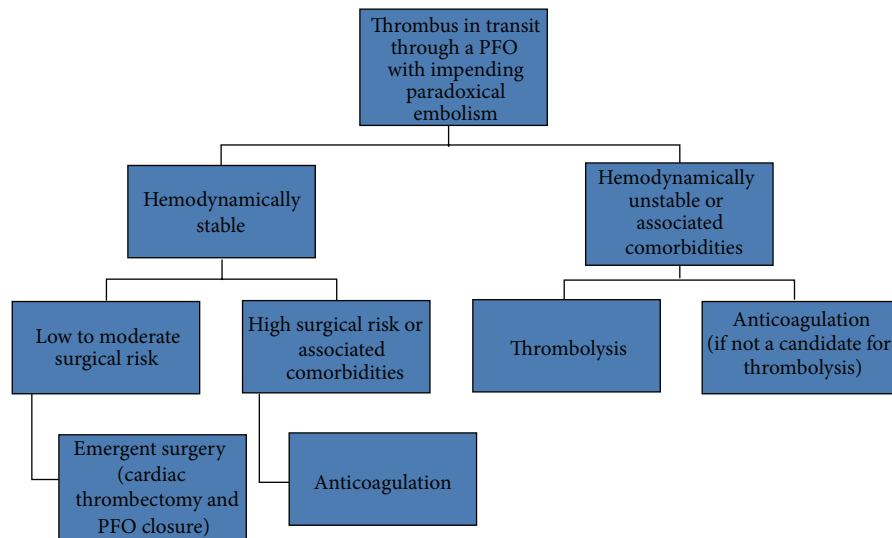 Thrombus in transit
through a PFO
with impending
paradoxical
embolism
Hemodynamically
stable
Hemodynamically
unstable or
associated
comorbidities
Low to moderate
surgical risk
High surgical risk or
associated
comorbidities
Thrombolysis
Anticoagulation
(if not a candidate for
thrombolysis)
Emergent surgery
(cardiac
thrombectomy and
PFO closure)
Anticoagulation